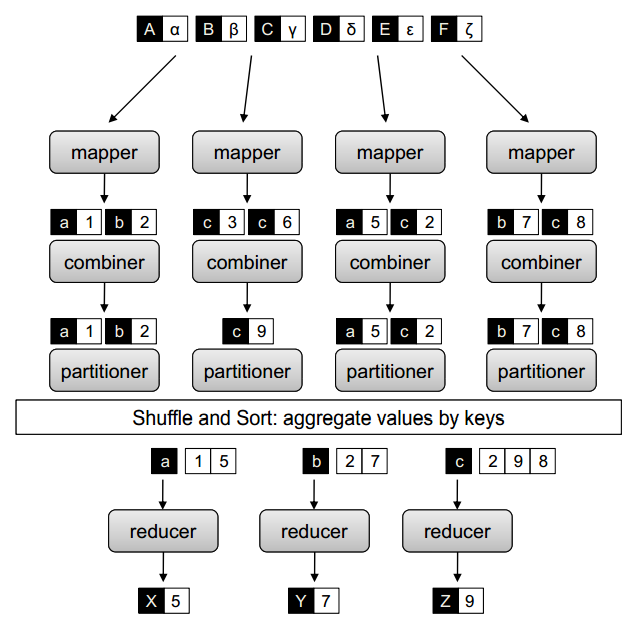 A α B β C γ D δ E ε F ζ
mapper mapper mapper mapper
a 1 b 2 c 3 c 6 a 5 c 2 b 7 c 8
combiner combiner combiner combiner
a 1 b 2 c 9 a 5 c 2 b 7 c 8
partitioner partitioner partitioner partitioner
Shuffle and Sort: aggregate values by keys
a 1 5 b 2 7 c 2 9 8
reducer reducer reducer
X 5 Y 7 Z 9